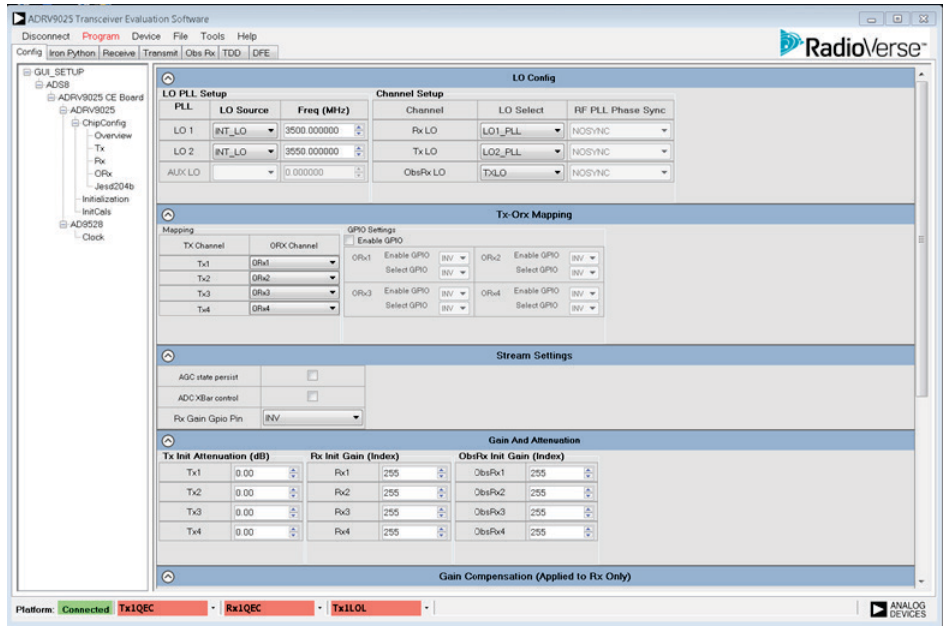 ADRV9025 Transceiver Evaluation Software
Disconnect Program Device File Tools Help
Config Iron Python Receive Transmit Obs Rx TDD DFE
RadioVerse™
GUI_SETUP
ADS8
ADRV9025 CE Board
ADRV9025
ChipConfig
Overview
Tx
Rx
ORx
Jesd204b
Initialization
InitCals
AD9528
Clock
LO Config
LO PLL Setup Channel Setup
PLL LO Source Freq (MHz) Channel LO Select RF PLL Phase Sync
LO 1 INT_LO 3500.000000 Rx LO LO1_PLL NOSYNC
LO 2 INT_LO 3550.000000 Tx LO LO2_PLL NOSYNC
AUX LO 0.000000 ObsRx LO TXLO NOSYNC
Tx-Orx Mapping
Mapping GPIO Settings
TX Channel ORX Channel Enable GPIO
Tx1 ORx1
Tx2 ORx2
Tx3 ORx3
Tx4 ORx4
ORx1 Enable GPIO INV ORx2 Enable GPIO INV
Select GPIO INV Select GPIO INV
ORx3 Enable GPIO INV ORx4 Enable GPIO INV
Select GPIO INV Select GPIO INV
Stream Settings
AGC state persist
ADC XBar control
Rx Gain Gpio Pin INV
Gain And Attenuation
Tx Init Attenuation (dB) Rx Init Gain (Index) ObsRx Init Gain (Index)
Tx1 0.00 Rx1 255 ObsRx1 255
Tx2 0.00 Rx2 255 ObsRx2 255
Tx3 0.00 Rx3 255 ObsRx3 255
Tx4 0.00 Rx4 255 ObsRx4 255
Gain Compensation (Applied to Rx Only)
Platform: Connected Tx1QEC Rx1QEC Tx1LOL
ANALOG
DEVICES